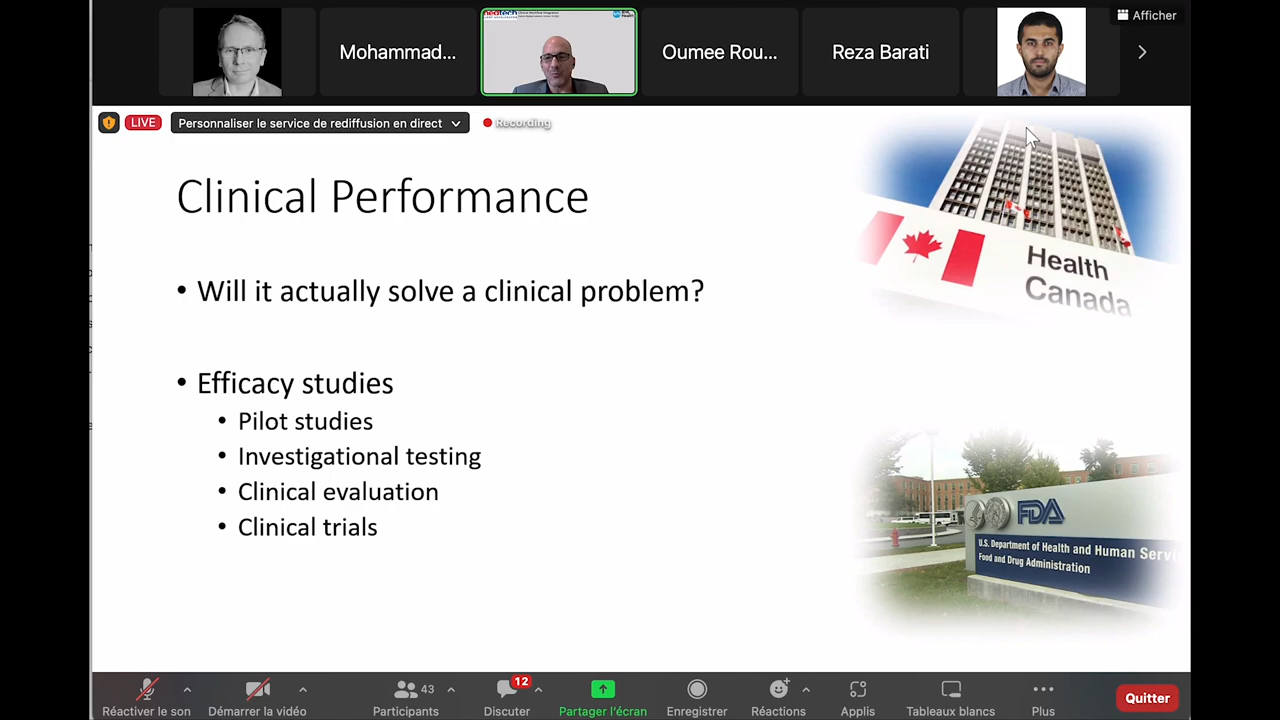 Mohammad...
Oumee Rou...
Reza Barati
Afficher
LIVE
Personnaliser le service de rediffusion en direct
Recording
Clinical Performance
• Will it actually solve a clinical problem?
• Efficacy studies
• Pilot studies
• Investigational testing
• Clinical evaluation
• Clinical trials
Health
Canada
FDA
U.S. Department of Health and Human Servi
Food and Drug Administration
Réactiver le son
Démarrer la vidéo
43
Participants
12
Discuter
Partager l'écran
Enregistrer
Réactions
Applis
Tableaux blancs
Plus
Quitter